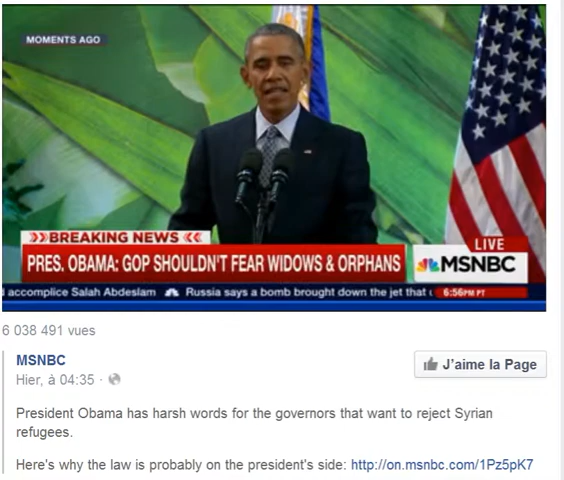 MOMENTS AGO
BREAKING NEWS
PRES. OBAMA: GOP SHOULDN'T FEAR WIDOWS & ORPHANS
LIVE
MSNBC
accomplice Salah Abdeslam Russia says a bomb brought down the jet that
6:56PM PT
6 038 491 vues
MSNBC
J'aime la Page
Hier, à 04:35 ·
President Obama has harsh words for the governors that want to reject Syrian
refugees.
Here's why the law is probably on the president's side: http://on.msnbc.com/1Pz5pK7